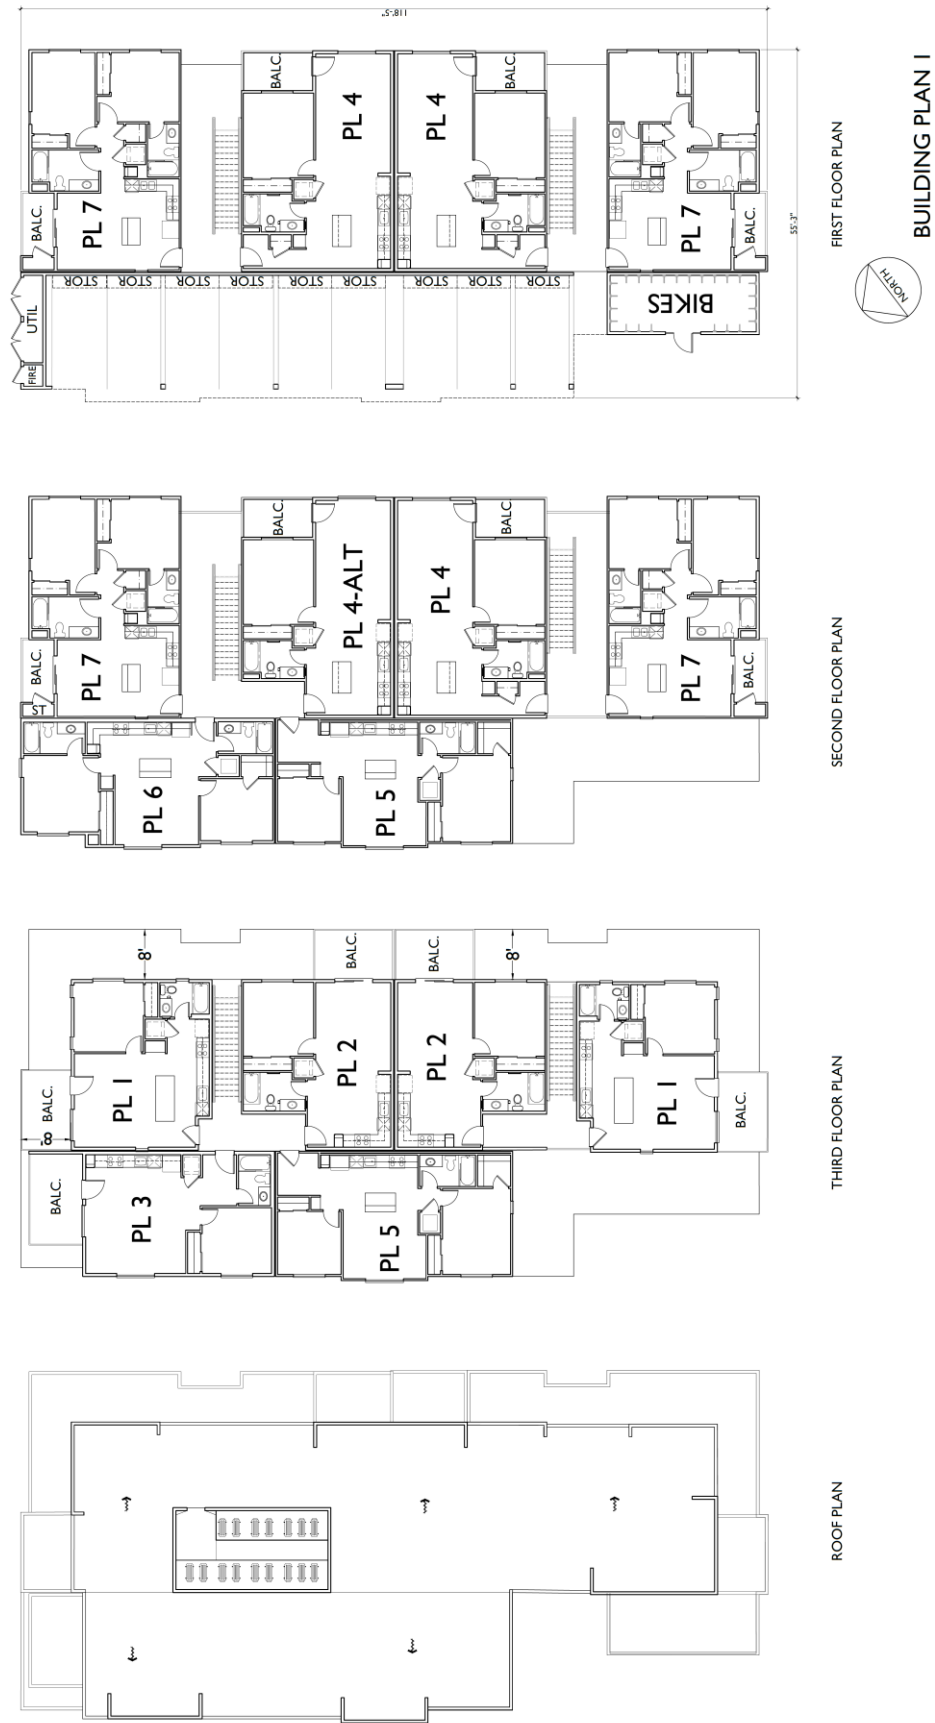 118'-5"
BALC.
BALC.
PL 4
PL 4
BALC.
PL 7
BALC.
PL 7
UTIL
FIRE
STOR
STOR
STOR
STOR
STOR
STOR
STOR
STOR
STOR
BIKES
55'-3"
FIRST FLOOR PLAN
NORTH
BUILDING PLAN 1
BALC.
BALC.
PL 4-ALT
PL 4
BALC.
ST
PL 7
PL 7
BALC.
PL 6
PL 5
SECOND FLOOR PLAN
8'
BALC.
BALC.
8'
BALC.
8'
PL 1
PL 2
PL 2
PL 1
BALC.
BALC.
PL 3
PL 5
THIRD FLOOR PLAN
ROOF PLAN